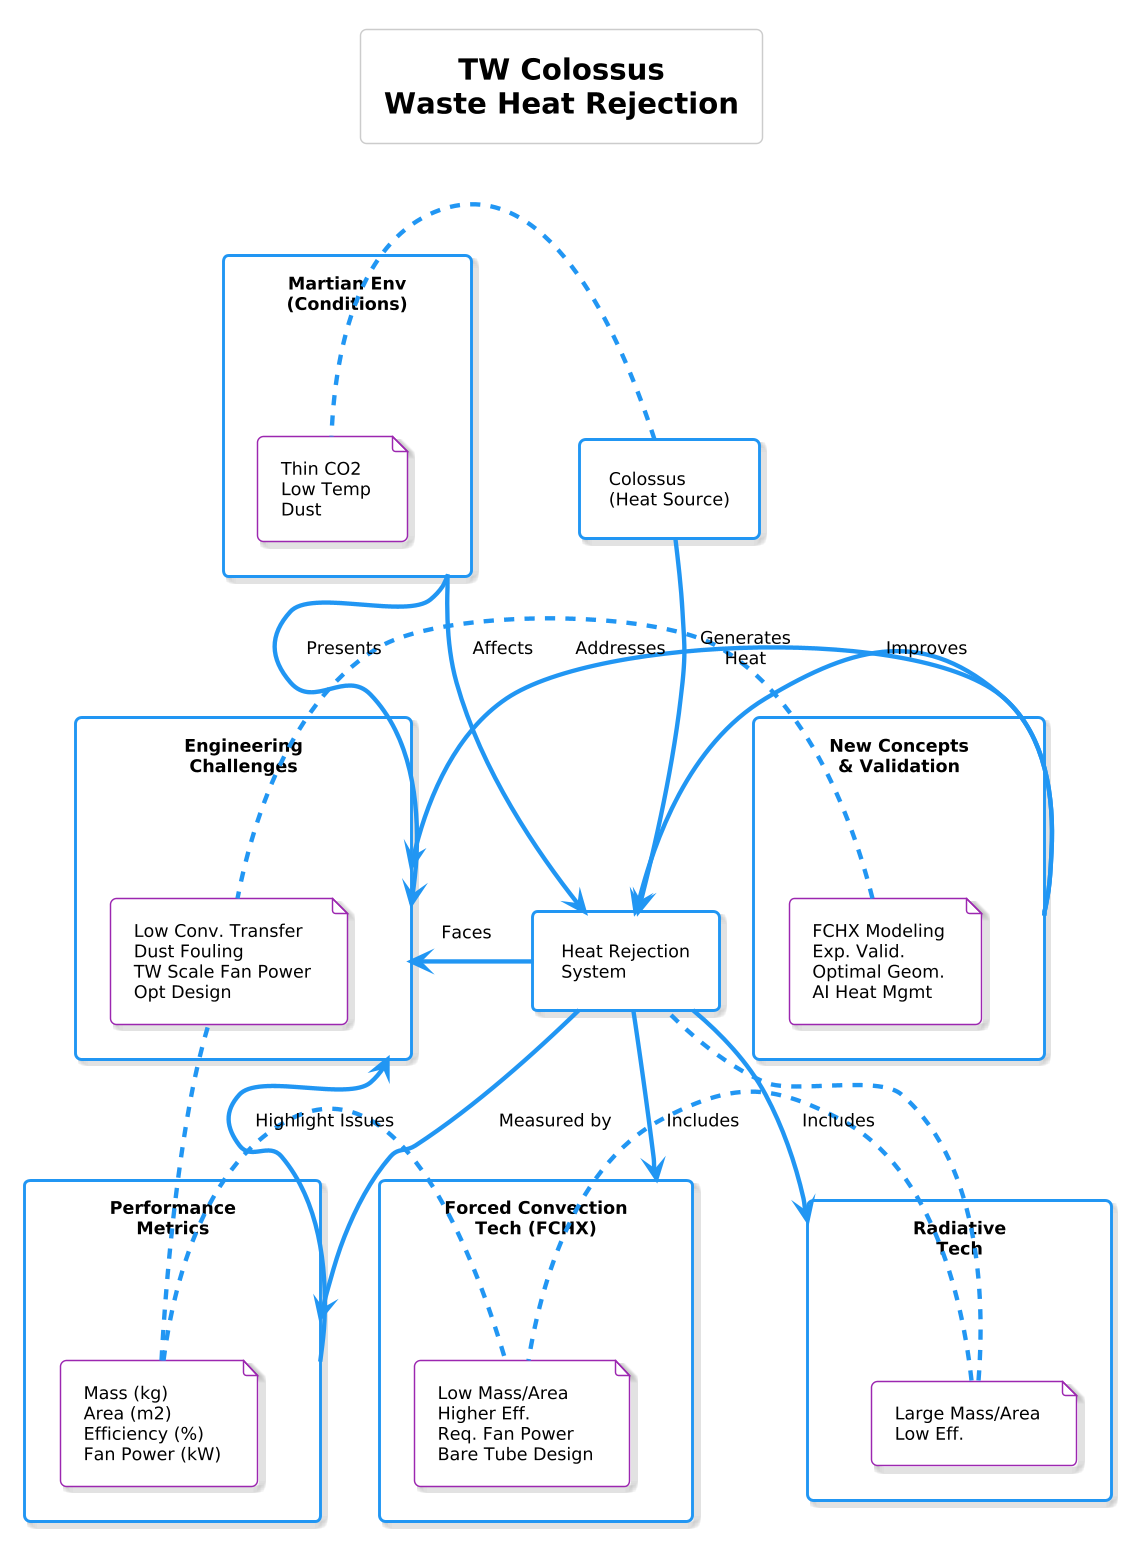 TW Colossus
Waste Heat Rejection
Martian Env
(Conditions)
Thin CO2
Low Temp
Dust
Colossus
(Heat Source)
Presents
Affects
Addresses
Generates
Heat
Improves
Engineering
Challenges
New Concepts
& Validation
Low Conv. Transfer
Dust Fouling
TW Scale Fan Power
Opt Design
Faces
Heat Rejection
System
FCHX Modeling
Exp. Valid.
Optimal Geom.
AI Heat Mgmt
Highlight Issues
Measured by
Includes
Includes
Performance
Metrics
Forced Convection
Tech (FCHX)
Radiative
Tech
Mass (kg)
Area (m2)
Efficiency (%)
Fan Power (kW)
Low Mass/Area
Higher Eff.
Req. Fan Power
Bare Tube Design
Large Mass/Area
Low Eff.